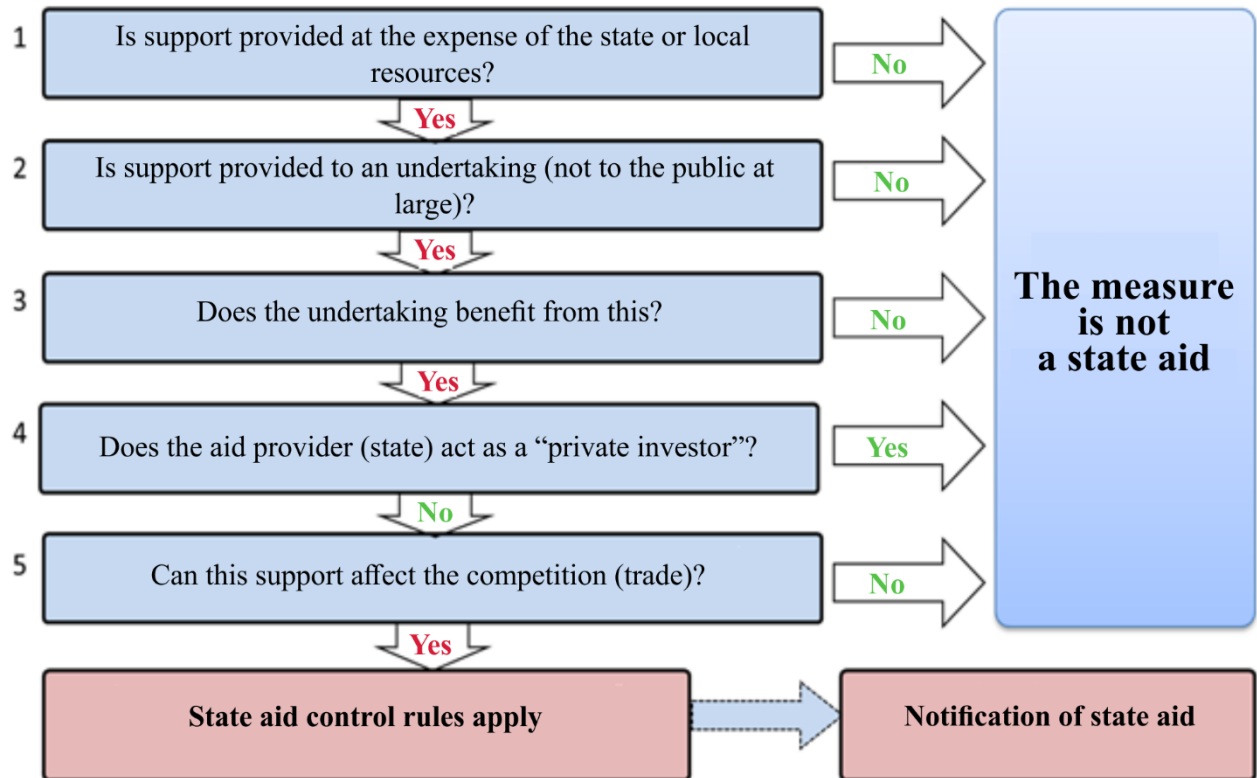 1
Is support provided at the expense of the state or local
resources?
No
Yes
2
Is support provided to an undertaking (not to the public at
large)?
No
Yes
3
Does the undertaking benefit from this?
No
Yes
4
Does the aid provider (state) act as a “private investor”?
Yes
No
5
Can this support affect the competition (trade)?
No
Yes
The measure
is not
a state aid
State aid control rules apply
Notification of state aid